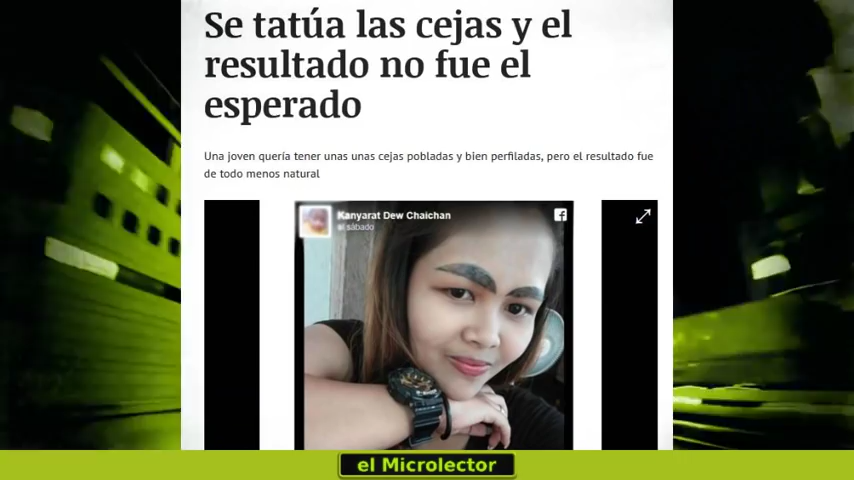 Se tatúa las cejas y el
resultado no fue el
esperado
Una joven quería tener unas unas cejas pobladas y bien perfiladas, pero el resultado fue
de todo menos natural
Kanyarat Dew Chaichan
el sábado
el Microlector